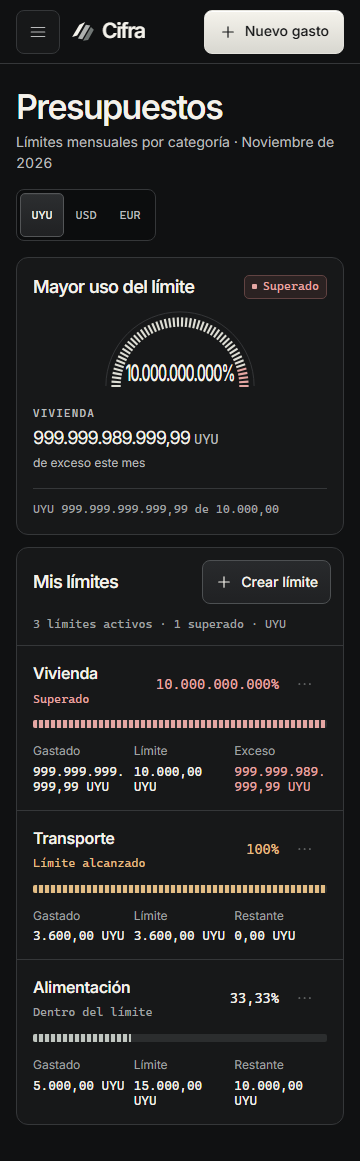 Cifra
Nuevo gasto
Presupuestos
Límites mensuales por categoría · Noviembre de
2026
UYU USD EUR
Mayor uso del límite
Superado
10.000.000.000%
VIVIENDA
999.999.989.999,99 UYU
de exceso este mes
UYU 999.999.999.999,99 de 10.000,00
Mis límites
Crear límite
3 límites activos · 1 superado · UYU
Vivienda
10.000.000.000% ···
Superado
Gastado Límite Exceso
999.999.999. 10.000,00 999.999.989.
999,99 UYU UYU 999,99 UYU
Transporte
100% ···
Límite alcanzado
Gastado Límite Restante
3.600,00 UYU 3.600,00 UYU 0,00 UYU
Alimentación
33,33% ···
Dentro del límite
Gastado Límite Restante
5.000,00 UYU 15.000,00 10.000,00
UYU UYU